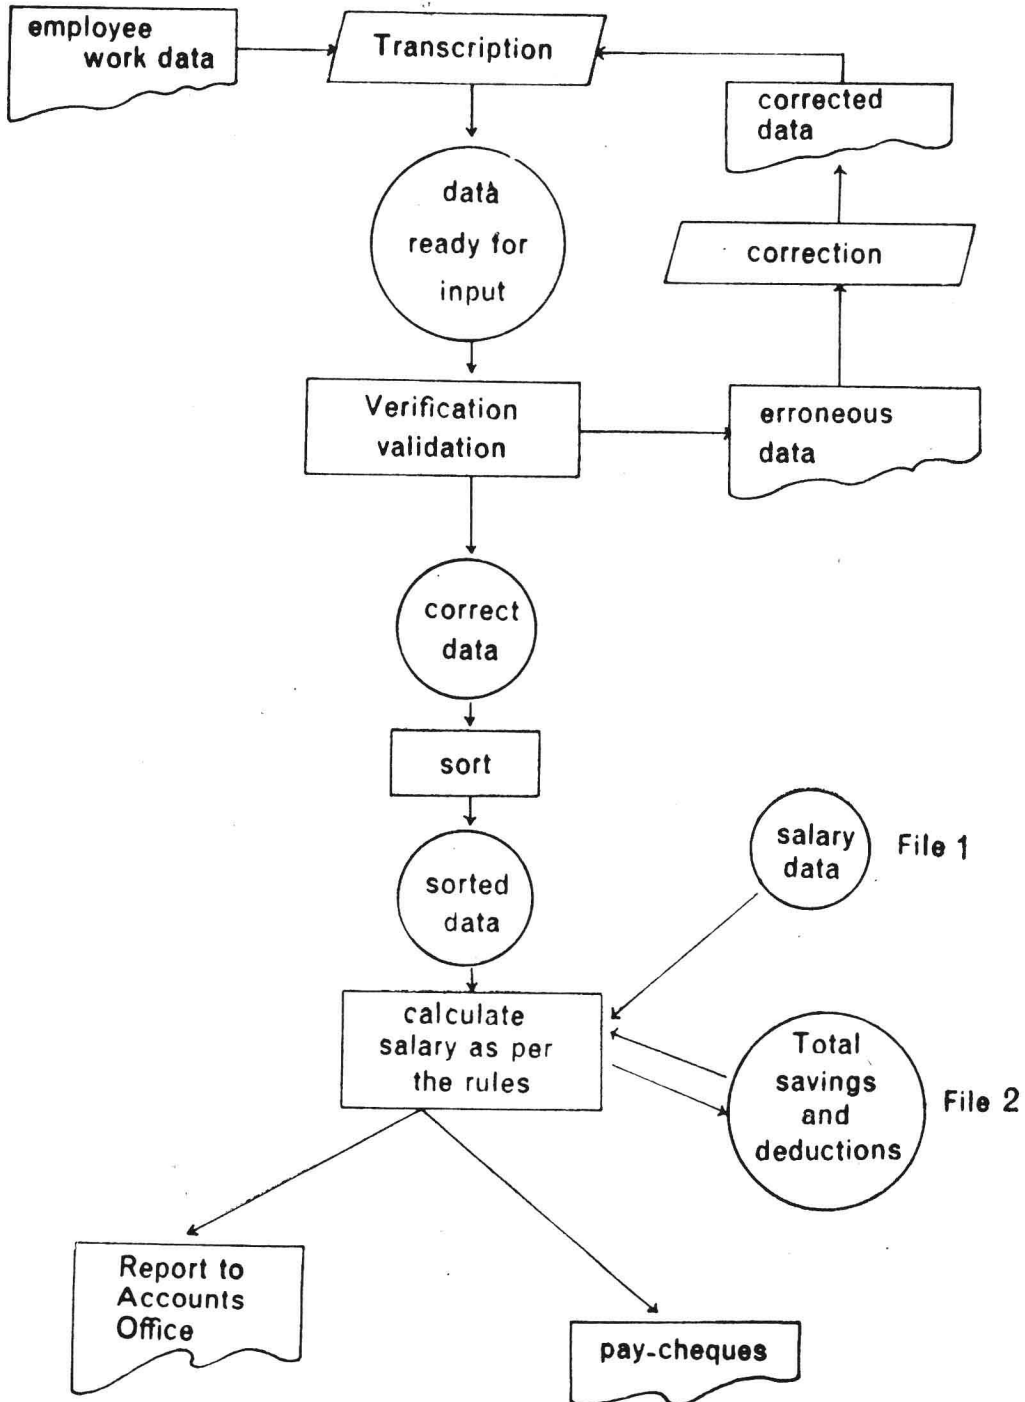 employee
work data
Transcription
corrected
data
data
ready for
input
correction
Verification
validation
erroneous
data
correct
data
sort
salary
data
File 1
sorted
data
calculate
salary as per
the rules
Total
savings
and
deductions
File 2
Report to
Accounts
Office
pay-cheques